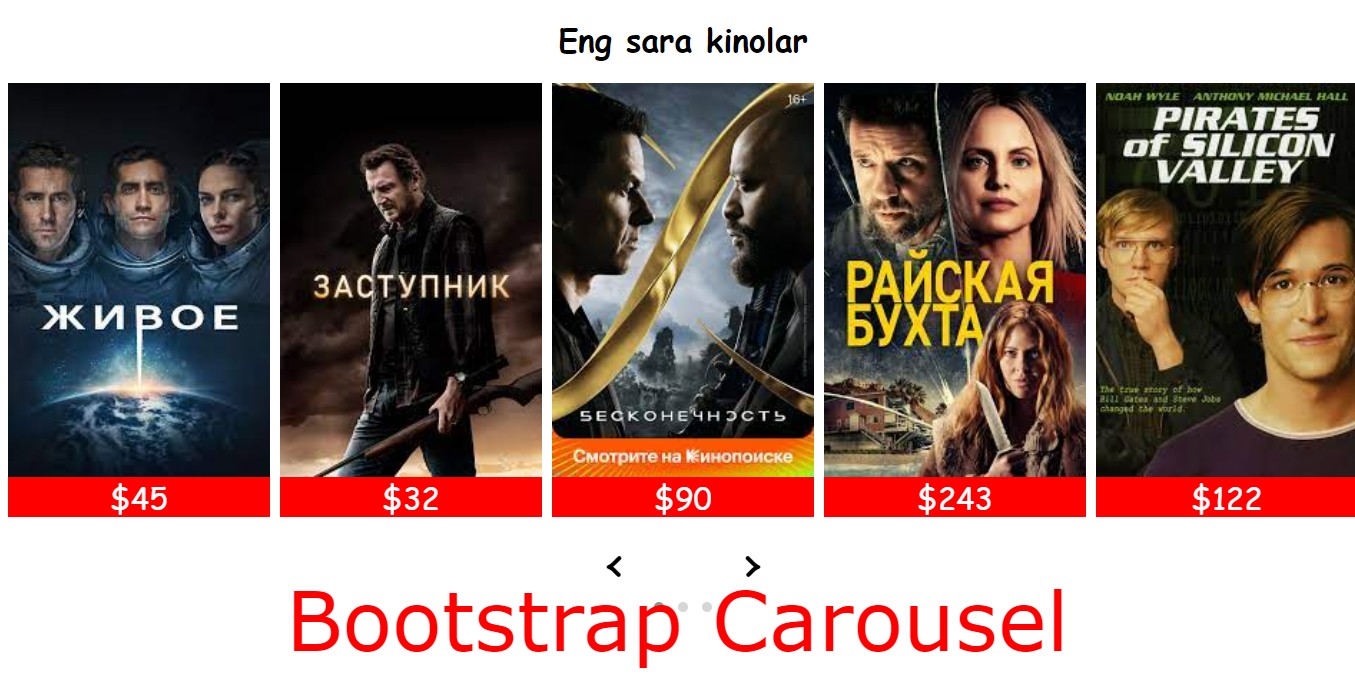 Eng sara kinolar
ЖИВОЕ
ЗАСТУПНИК
16+
БЕСКОНЕЧНОСТЬ
Смотрите на Кинопоиске
РАЙСКАЯ
БУХТА
NOAH WYLE ANTHONY MICHAEL HALL
PIRATES
of SILICON
VALLEY
The true story of how
Bill Gates and Steve Jobs
changed the world.
$45
$32
$90
$243
$122
Bootstrap Carousel